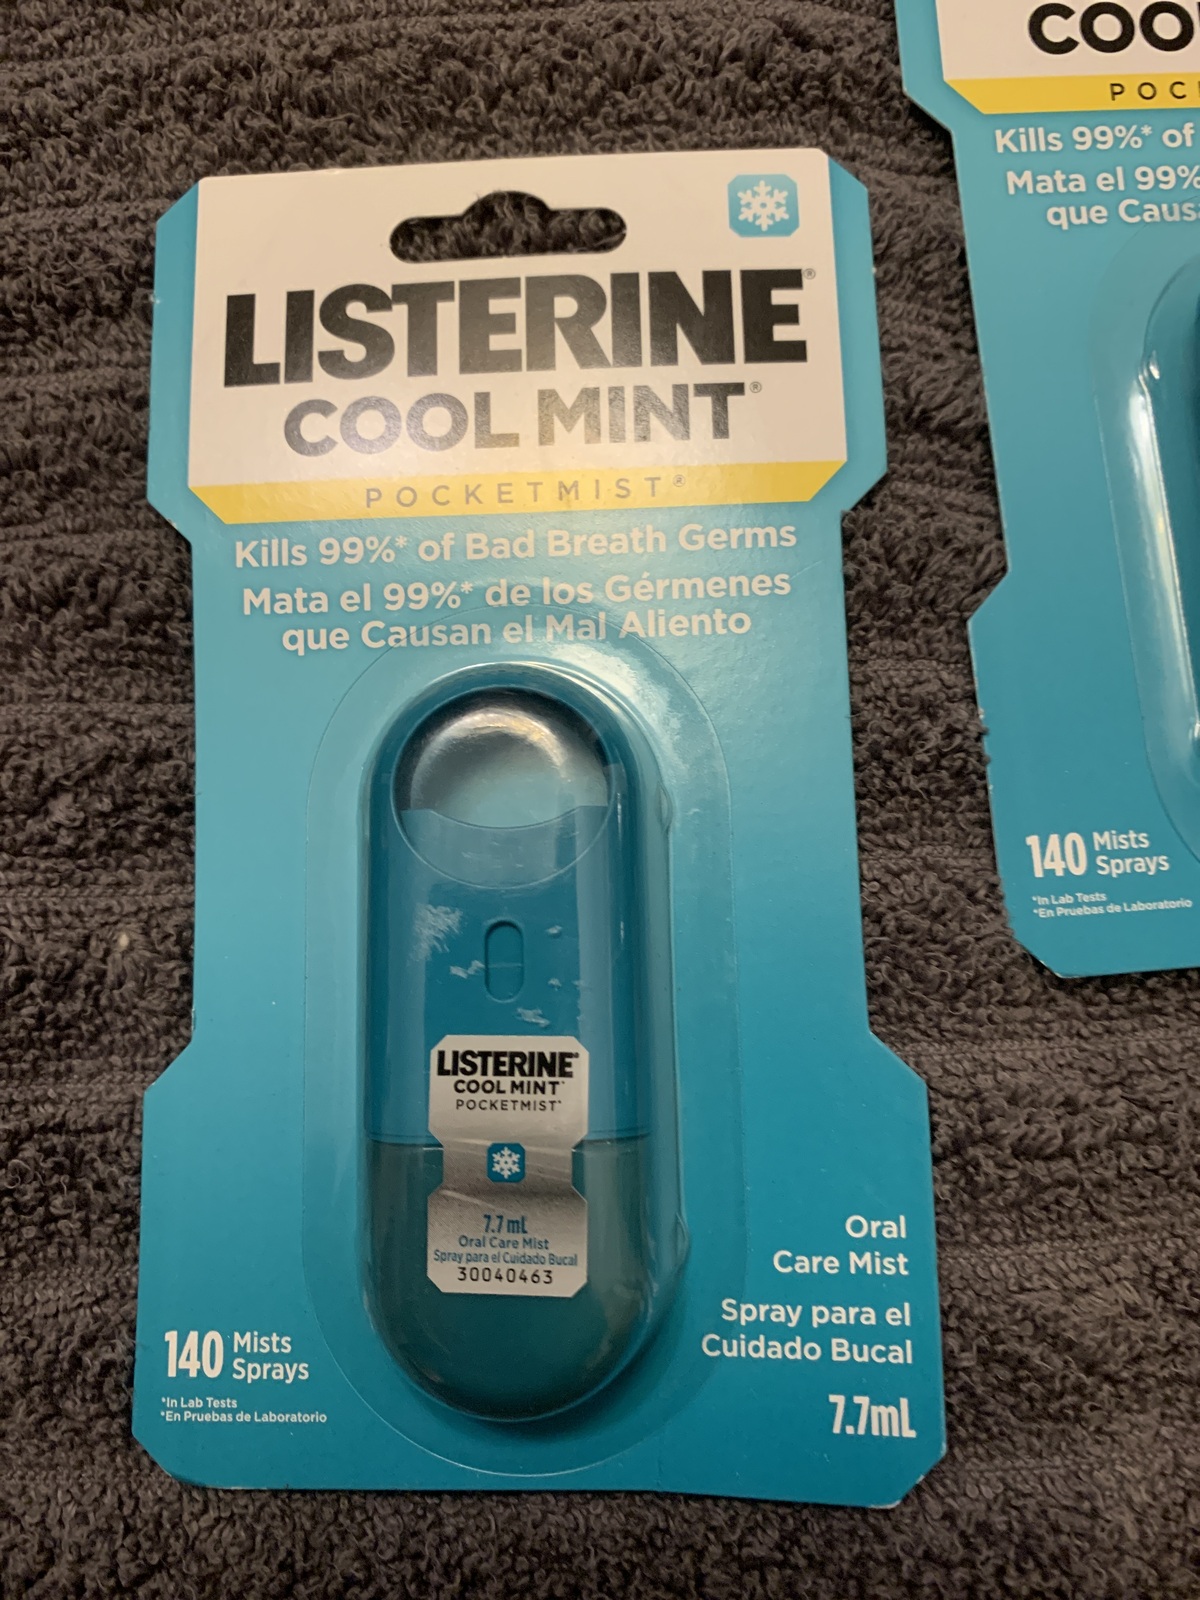 LISTERINE®
COOL MINT®
POCKETMIST®
Kills 99%* of Bad Breath Germs
Mata el 99%* de los Gérmenes
que Causan el Mal Aliento
LISTERINE®
COOL MINT®
POCKETMIST®
7.7 mL
Oral Care Mist
Spray para el Cuidado Bucal
30040463
140 Mists
Sprays
*In Lab Tests
*En Pruebas de Laboratorio
Oral
Care Mist
Spray para el
Cuidado Bucal
7.7mL
Kills 99%* of
Mata el 99%
que
140 Mists
Sprays
*In Lab Tests
*En Pruebas de Laboratorio